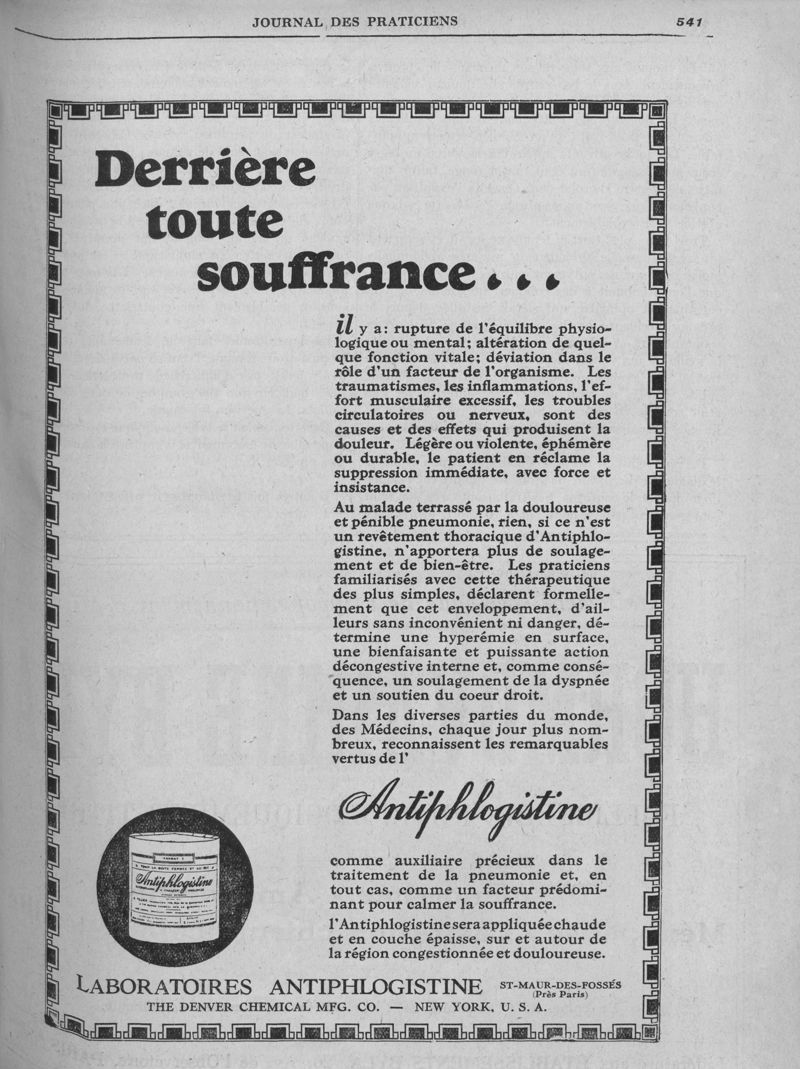 JOURNAL DES PRATICIENS
541
Derrière
toute
souffrance...
il y a: rupture de l'équilibre physio-
logique ou mental; altération de quel-
que fonction vitale; déviation dans le
rôle d'un facteur de l'organisme. Les
traumatismes, les inflammations, l'ef-
fort musculaire excessif, les troubles
circulatoires ou nerveux, sont des
causes et des effets qui produisent la
douleur. Légère ou violente, éphémère
ou durable, le patient en réclame la
suppression immédiate, avec force et
insistance.
Au malade terrassé par la douloureuse
et pénible pneumonie, rien, si ce n'est
un revêtement thoracique d'Antiphlo-
gistine, n'apportera plus de soulage-
ment et de bien-être. Les praticiens
familiarisés avec cette thérapeutique
des plus simples, déclarent formelle-
ment que cet enveloppement, d'ail-
leurs sans inconvénient ni danger, dé-
termine une hyperémie en surface,
une bienfaisante et puissante action
décongestive interne et, comme consé-
quence, un soulagement de la dyspnée
et un soutien du coeur droit.
Dans les diverses parties du monde,
des Médecins, chaque jour plus nom-
breux, reconnaissent les remarquables
vertus de l'
Antiphlogistine
comme auxiliaire précieux dans le
traitement de la pneumonie et, en
tout cas, comme un facteur prédomi-
nant pour calmer la souffrance.
l'Antiphlogistine sera appliquée chaude
et en couche épaisse, sur et autour de
la région congestionnée et douloureuse.
Antiphlogistine
LABORATOIRES ANTIPHLOGISTINE ST-MAUR-DES-FOSSÉS
(Près Paris)
THE DENVER CHEMICAL MFG. CO. — NEW YORK, U. S. A.